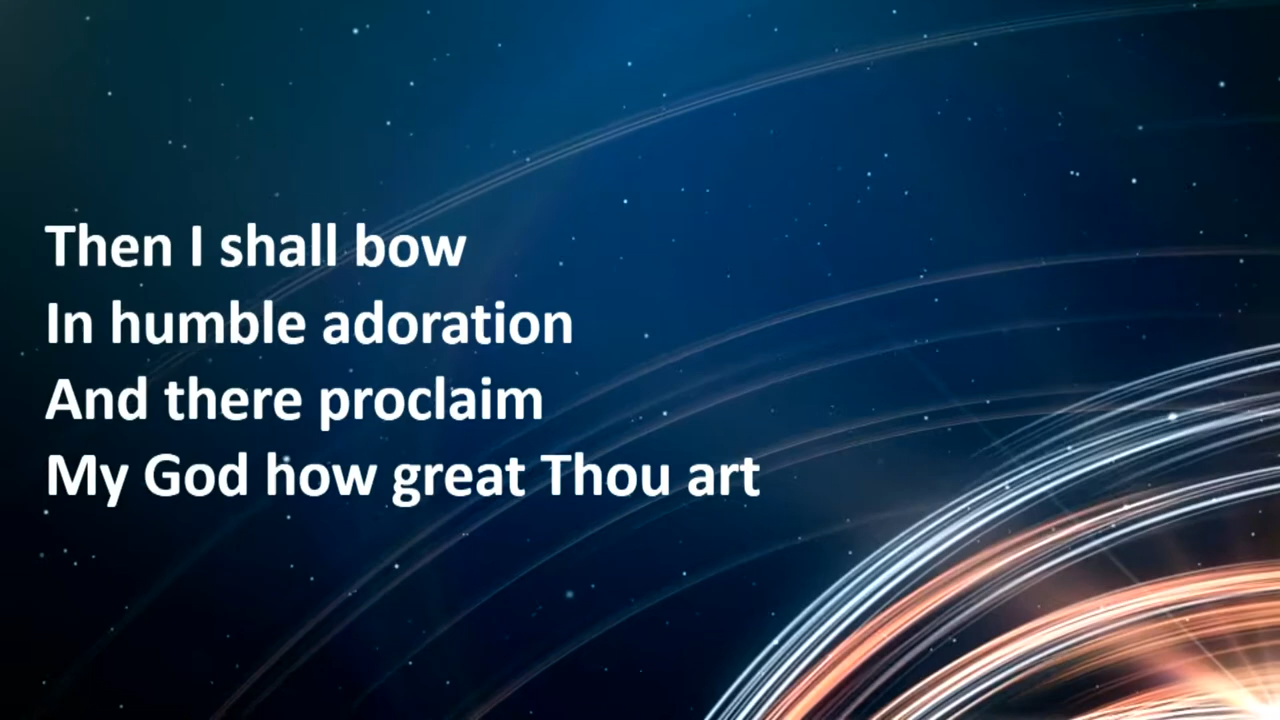 Then I shall bow
In humble adoration
And there proclaim
My God how great Thou art